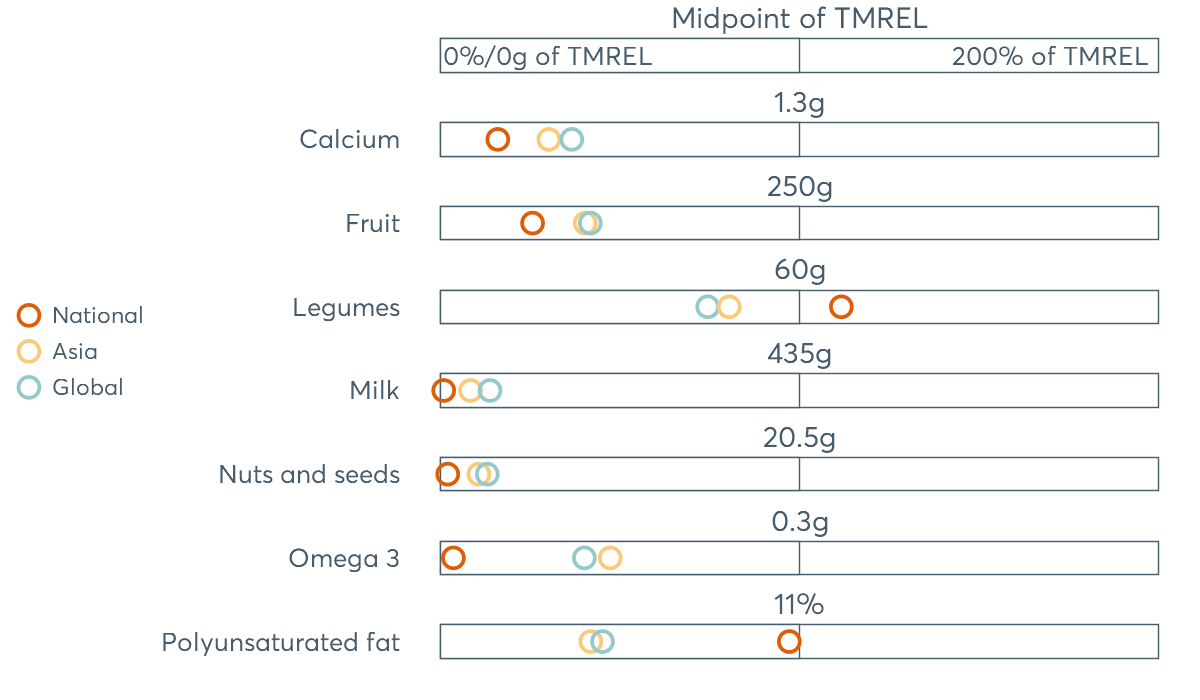 Midpoint of TMREL
0%/0g of TMREL 200% of TMREL
1.3g
Calcium
250g
Fruit
60g
Legumes
435g
Milk
20.5g
Nuts and seeds
0.3g
Omega 3
11%
Polyunsaturated fat
National
Asia
Global